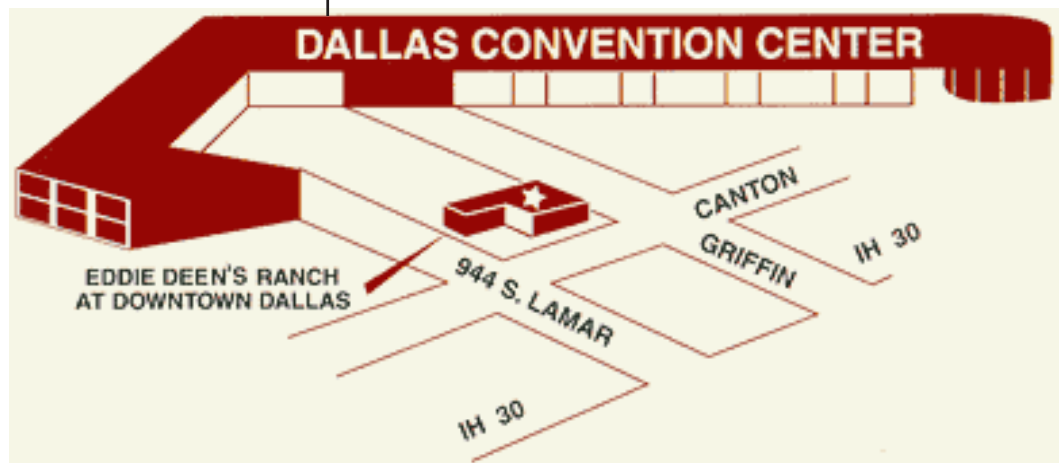 DALLAS CONVENTION CENTER
CANTON
IH 30
GRIFFIN
EDDIE DEEN'S RANCH
AT DOWNTOWN DALLAS
944 S. LAMAR
IH 30